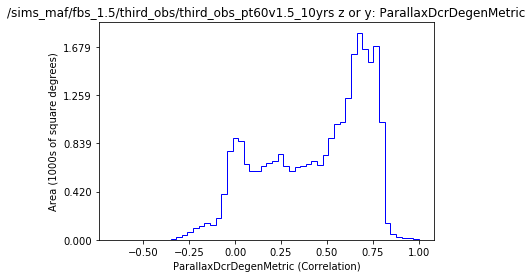 /sims_maf/fbs_1.5/third_obs/third_obs_pt60v1.5_10yrs z or y: ParallaxDcrDegenMetric
Area (1000s of square degrees)
1.679
1.259
0.839
0.420
0.000
−0.50 −0.25 0.00 0.25 0.50 0.75 1.00
ParallaxDcrDegenMetric (Correlation)